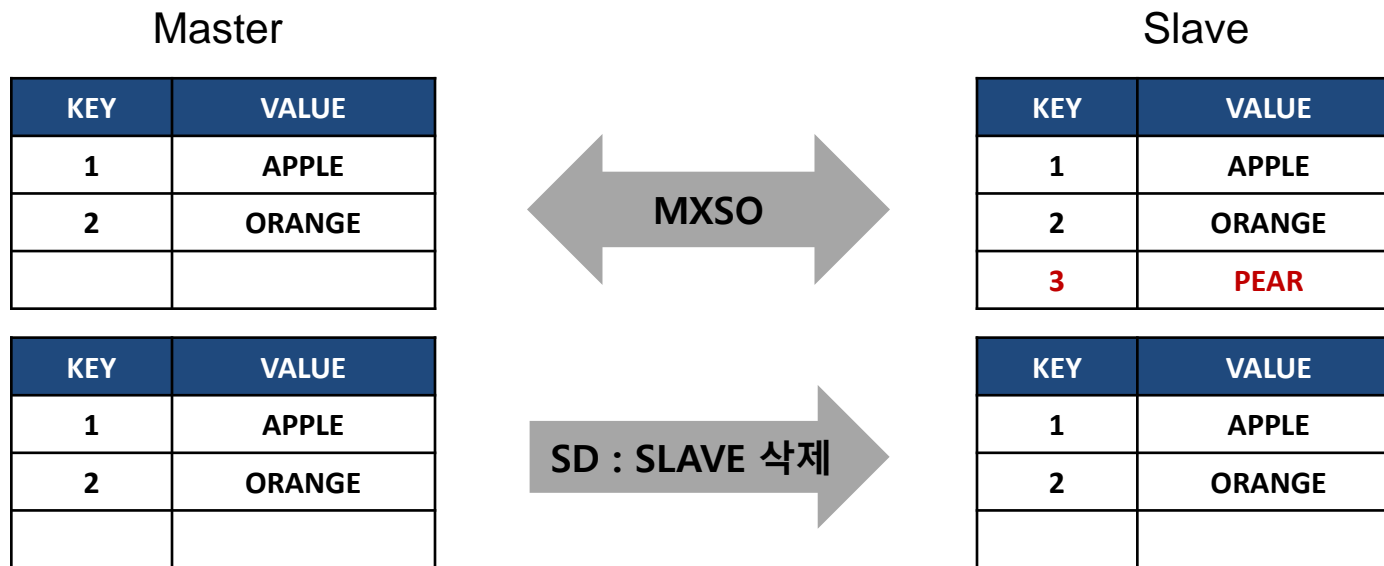 Master
Slave
KEY VALUE
1 APPLE
2 ORANGE
MXSO
KEY VALUE
1 APPLE
2 ORANGE
3 PEAR
KEY VALUE
1 APPLE
2 ORANGE
SD : SLAVE 삭제
KEY VALUE
1 APPLE
2 ORANGE